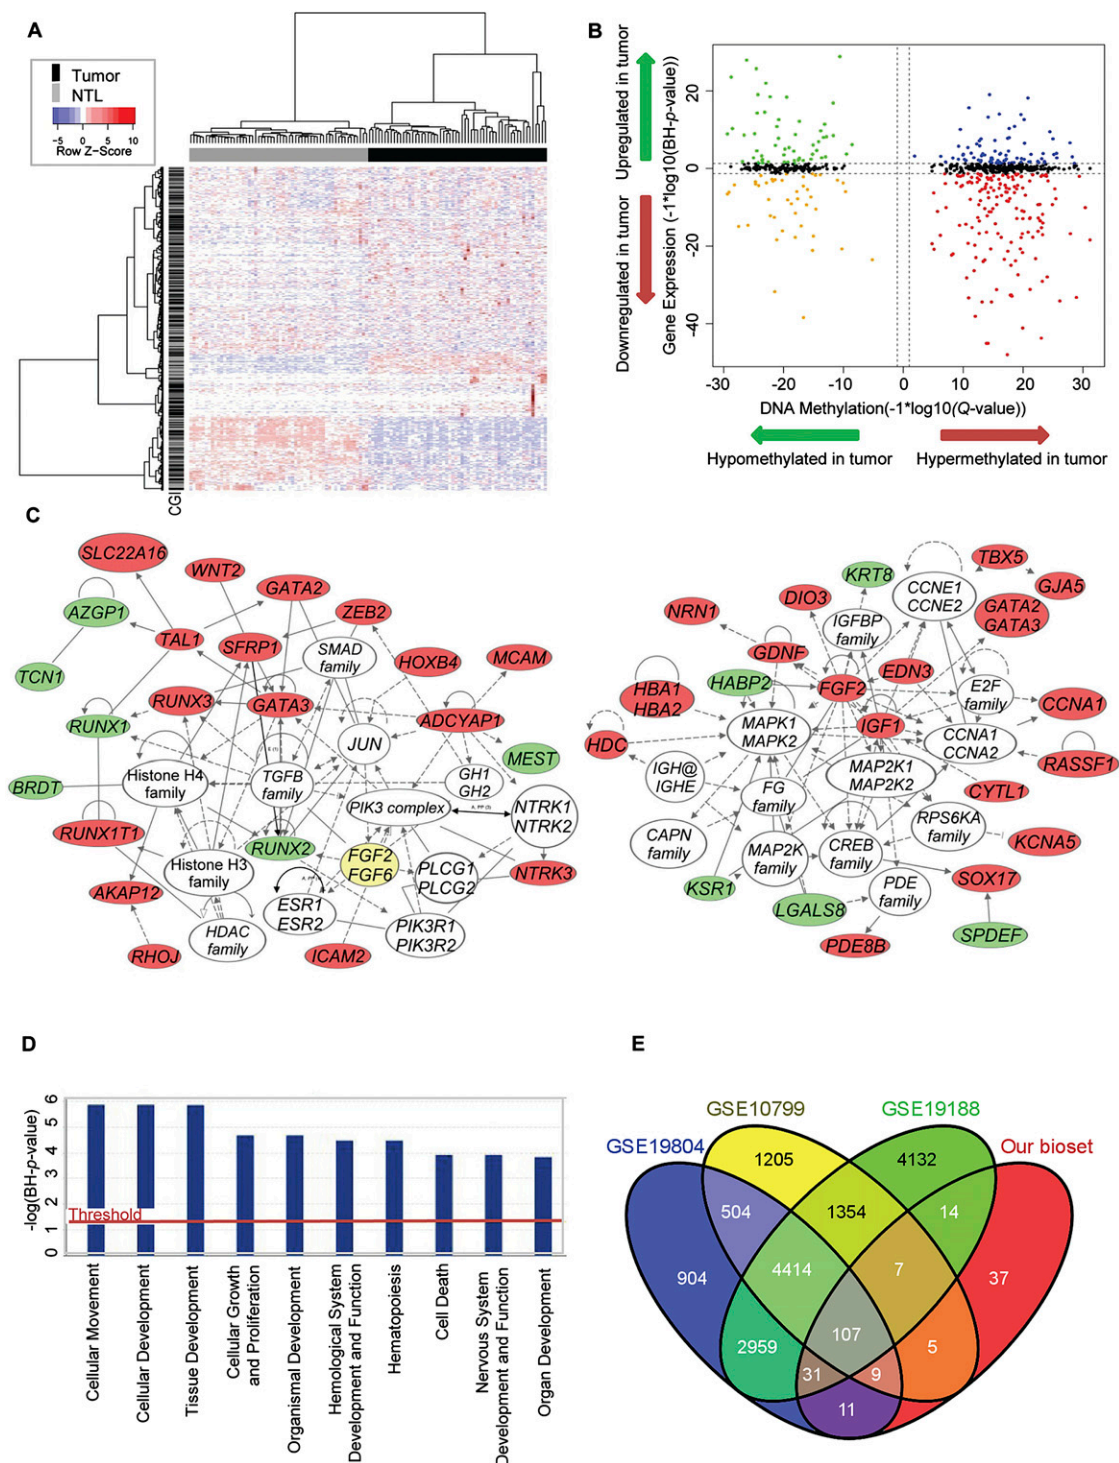 A
Tumor
NTL
-5 0 5 10
Row Z-Score
CGI
B
Upregulated in tumor
Downregulated in tumor
Gene Expression (-1*log10(BH-p-value))
20
0
-20
-40
-30 -20 -10 0 10 20 30
DNA Methylation(-1*log10(Q-value))
Hypomethylated in tumor
Hypermethylated in tumor
C
SLC22A16
WNT2
GATA2
AZGP1
ZEB2
TAL1
SFRP1
SMAD
family
HOXB4
MCAM
TCN1
RUNX3
GATA3
ADCYAP1
RUNX1
JUN
MEST
BRDT
Histone H4
family
TGFB
family
GH1
GH2
PIK3 complex
NTRK1
NTRK2
RUNX1T1
RUNX2
FGF2
FGF6
PLCG1
PLCG2
NTRK3
Histone H3
family
AKAP12
ESR1
ESR2
PIK3R1
PIK3R2
HDAC
family
RHOJ
ICAM2
KRT8
CCNE1
CCNE2
TBX5
GJA5
NRN1
DIO3
IGFBP
family
GATA2
GATA3
GDNF
EDN3
HABP2
FGF2
E2F
family
HBA1
HBA2
MAPK1
MAPK2
IGF1
CCNA1
HDC
CCNA1
CCNA2
RASSF1
IGH@
IGHE
FG
family
MAP2K1
MAP2K2
CYTL1
CAPN
family
MAP2K
family
CREB
family
RPS6KA
family
KCNA5
KSR1
PDE
family
SOX17
LGALS8
PDE8B
SPDEF
D
-log(BH-p-value)
6
5
4
3
2
1
0
Threshold
Cellular Movement
Cellular Development
Tissue Development
Cellular Growth
and Proliferation
Organismal Development
Hemological System
Development and Function
Hematopoiesis
Cell Death
Nervous System
Development and Function
Organ Development
E
GSE10799
GSE19188
GSE19804
Our bioset
1205
4132
504
1354
14
904
4414
7
37
2959
107
5
31
9
11